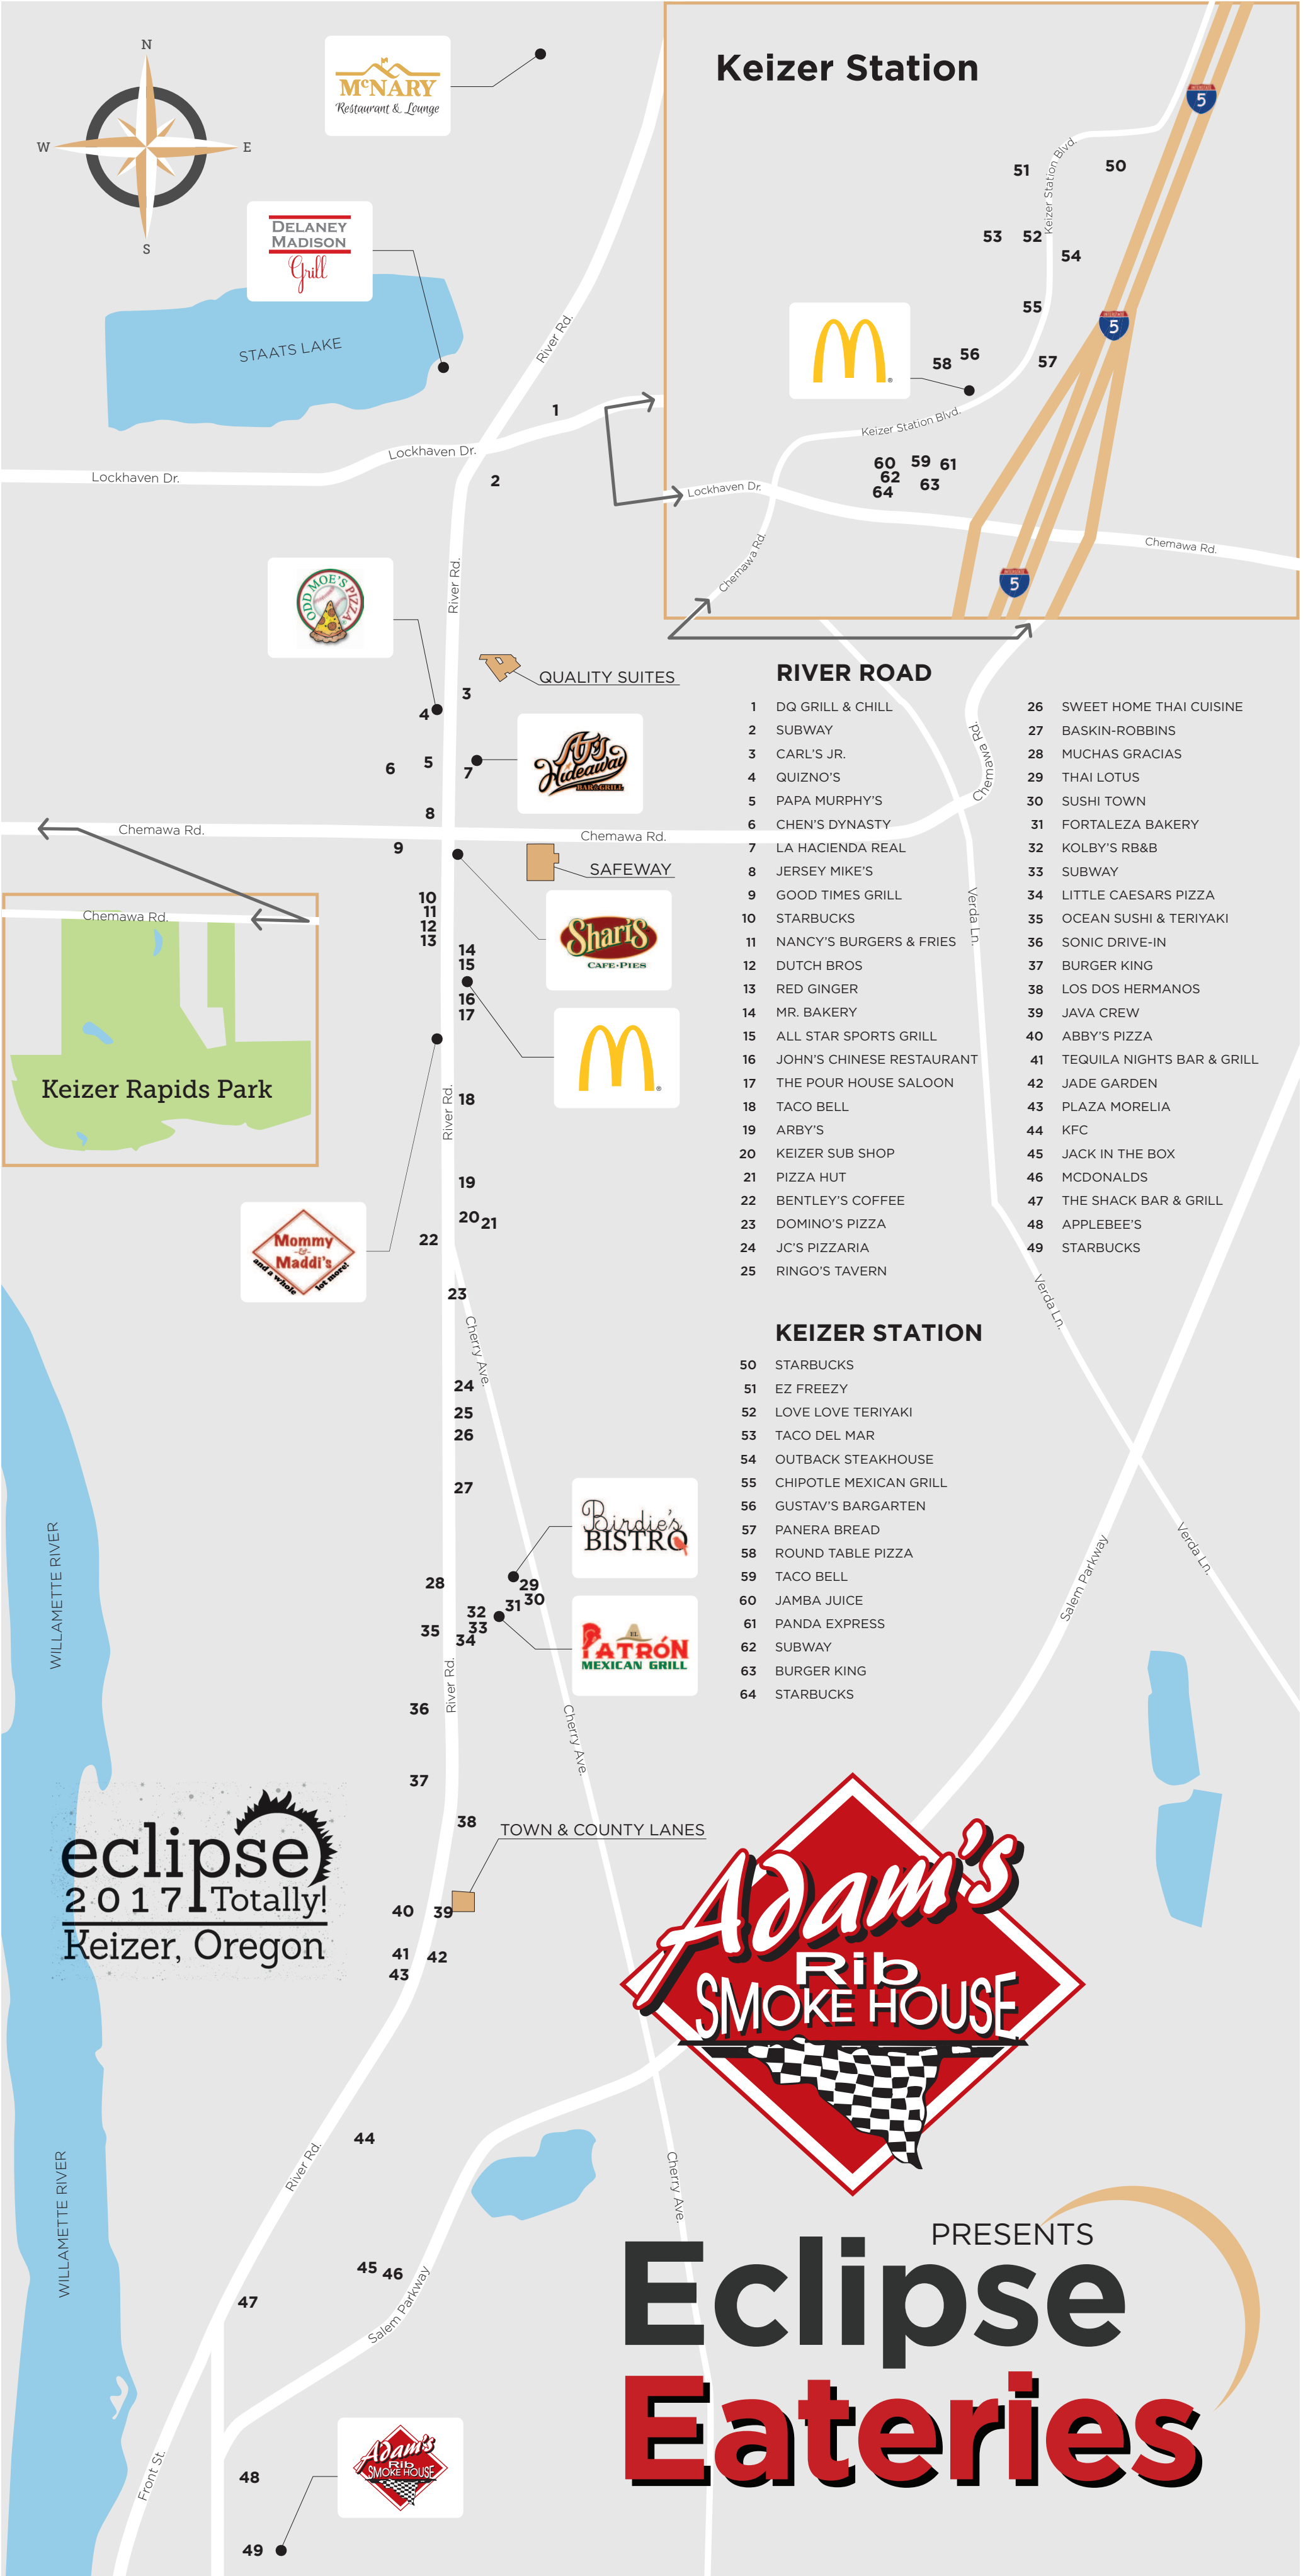 N
W
E
S
McNARY
Restaurant & Lounge
DELANEY
MADISON
Grill
STAATS LAKE
River Rd.
Lockhaven Dr.
Lockhaven Dr.
1
2
Keizer Station
5
Keizer Station Blvd.
51
50
53
52
54
55
5
56
58
57
Keizer Station Blvd.
60
59
61
62
63
64
Lockhaven Dr.
Chemawa Rd.
Chemawa Rd.
5
River Rd.
ODD MOE'S PIZZA
QUALITY SUITES
3
4
5
6
7
AJ's
Hideaway
BAR & GRILL
8
Chemawa Rd.
Chemawa Rd.
9
SAFEWAY
10
11
12
13
Shari's
CAFE • PIES
14
15
16
17
Chemawa Rd.
Keizer Rapids Park
River Rd.
18
19
20
21
22
Mommy
&
Maddi's
and a whole lot more!
23
Cherry Ave.
24
25
26
27
Birdie's
BISTRO
28
29
30
31
32
33
34
35
EL
PATRÓN
MEXICAN GRILL
River Rd.
36
Cherry Ave.
37
38
TOWN & COUNTY LANES
40
39
41
42
43
WILLAMETTE RIVER
eclipse
2017 Totally!
Keizer, Oregon
44
River Rd.
WILLAMETTE RIVER
45
46
47
Salem Parkway
Cherry Ave.
Front St.
48
49
Adam's
Rib
SMOKE HOUSE
RIVER ROAD
1 DQ GRILL & CHILL
2 SUBWAY
3 CARL'S JR.
4 QUIZNO'S
5 PAPA MURPHY'S
6 CHEN'S DYNASTY
7 LA HACIENDA REAL
8 JERSEY MIKE'S
9 GOOD TIMES GRILL
10 STARBUCKS
11 NANCY'S BURGERS & FRIES
12 DUTCH BROS
13 RED GINGER
14 MR. BAKERY
15 ALL STAR SPORTS GRILL
16 JOHN'S CHINESE RESTAURANT
17 THE POUR HOUSE SALOON
18 TACO BELL
19 ARBY'S
20 KEIZER SUB SHOP
21 PIZZA HUT
22 BENTLEY'S COFFEE
23 DOMINO'S PIZZA
24 JC'S PIZZARIA
25 RINGO'S TAVERN
26 SWEET HOME THAI CUISINE
27 BASKIN-ROBBINS
28 MUCHAS GRACIAS
29 THAI LOTUS
30 SUSHI TOWN
31 FORTALEZA BAKERY
32 KOLBY'S RB&B
33 SUBWAY
34 LITTLE CAESARS PIZZA
35 OCEAN SUSHI & TERIYAKI
36 SONIC DRIVE-IN
37 BURGER KING
38 LOS DOS HERMANOS
39 JAVA CREW
40 ABBY'S PIZZA
41 TEQUILA NIGHTS BAR & GRILL
42 JADE GARDEN
43 PLAZA MORELIA
44 KFC
45 JACK IN THE BOX
46 MCDONALDS
47 THE SHACK BAR & GRILL
48 APPLEBEE'S
49 STARBUCKS
Chemawa Rd.
Verda Ln.
Verda Ln.
Verda Ln.
Salem Parkway
KEIZER STATION
50 STARBUCKS
51 EZ FREEZY
52 LOVE LOVE TERIYAKI
53 TACO DEL MAR
54 OUTBACK STEAKHOUSE
55 CHIPOTLE MEXICAN GRILL
56 GUSTAV'S BARGARTEN
57 PANERA BREAD
58 ROUND TABLE PIZZA
59 TACO BELL
60 JAMBA JUICE
61 PANDA EXPRESS
62 SUBWAY
63 BURGER KING
64 STARBUCKS
Adam's
Rib
SMOKE HOUSE
PRESENTS
Eclipse
Eateries